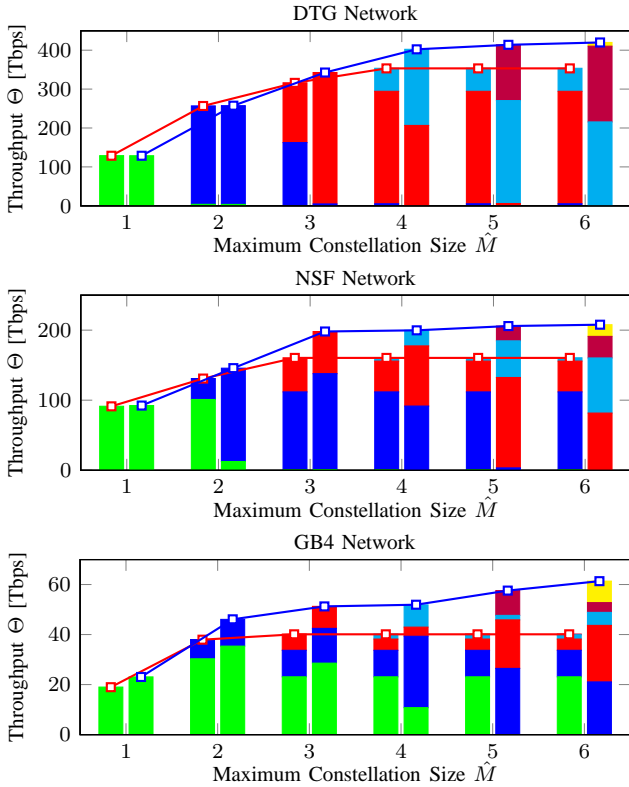 DTG Network
Throughput Θ [Tbps]
400
300
200
100
0
1 2 3 4 5 6
Maximum Constellation Size M̂
NSF Network
Throughput Θ [Tbps]
200
100
0
1 2 3 4 5 6
Maximum Constellation Size M̂
GB4 Network
Throughput Θ [Tbps]
60
40
20
0
1 2 3 4 5 6
Maximum Constellation Size M̂